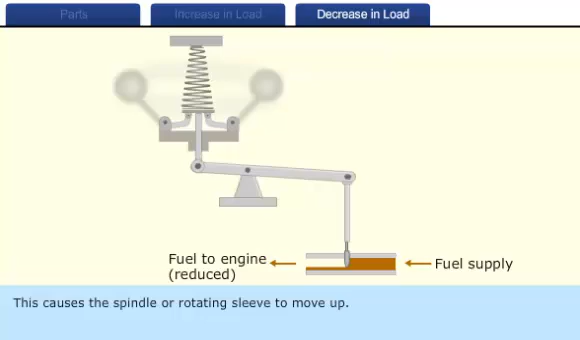 Parts
Increase in Load
Decrease in Load
Fuel to engine
(reduced)
Fuel supply
This causes the spindle or rotating sleeve to move up.